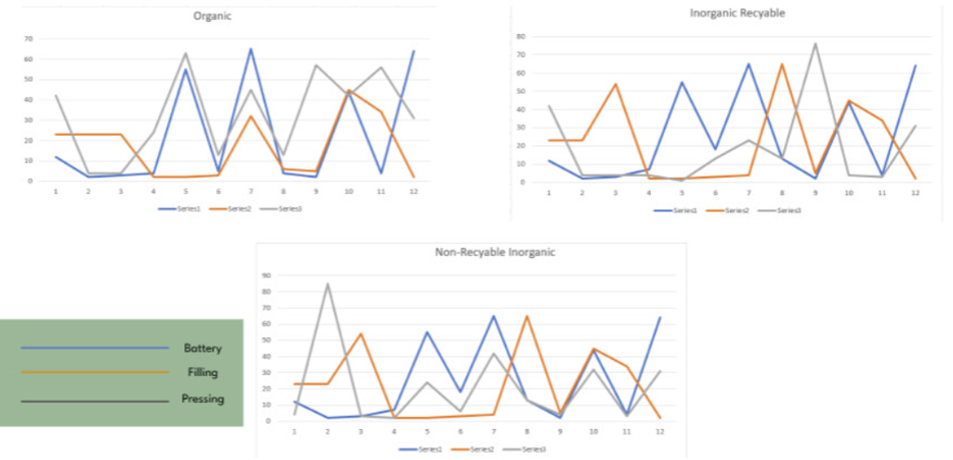 Organic
70
60
50
40
30
20
10
0
1 2 3 4 5 6 7 8 9 10 11 12
Series1 Series2 Series3
Inorganic Recyable
80
70
60
50
40
30
20
10
0
1 2 3 4 5 6 7 8 9 10 11 12
Series1 Series2 Series3
Non-Recyable Inorganic
90
80
70
60
50
40
30
20
10
0
1 2 3 4 5 6 7 8 9 10 11 12
Series1 Series2 Series3
Battery
Filling
Pressing